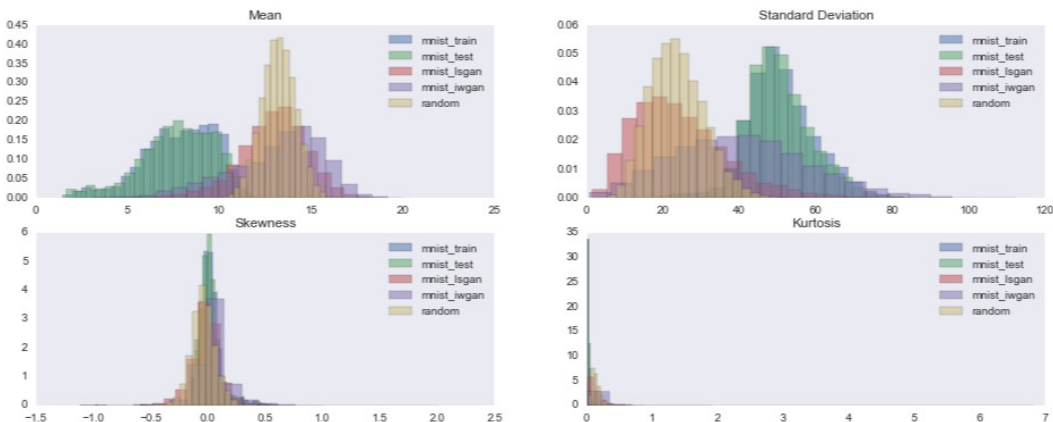 Mean
0.45
0.40
0.35
0.30
0.25
0.20
0.15
0.10
0.05
0.00
0 5 10 15 20 25
mnist_train
mnist_test
mnist_lsgan
mnist_iwgan
random
Standard Deviation
0.06
0.05
0.04
0.03
0.02
0.01
0.00
0 20 40 60 80 100 120
mnist_train
mnist_test
mnist_lsgan
mnist_iwgan
random
Skewness
6
5
4
3
2
1
0
−1.5 −1.0 −0.5 0.0 0.5 1.0 1.5 2.0 2.5
mnist_train
mnist_test
mnist_lsgan
mnist_iwgan
random
Kurtosis
35
30
25
20
15
10
5
0
0 1 2 3 4 5 6 7
mnist_train
mnist_test
mnist_lsgan
mnist_iwgan
random